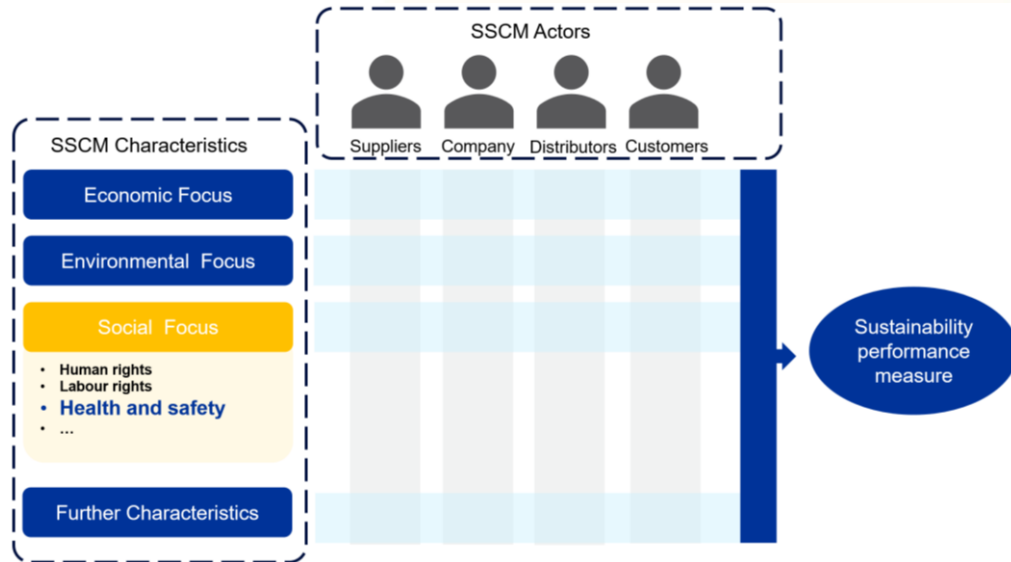 SSCM Actors
Suppliers Company Distributors Customers
SSCM Characteristics
Economic Focus
Environmental Focus
Social Focus
• Human rights
• Labour rights
• Health and safety
• ...
Further Characteristics
Sustainability
performance
measure